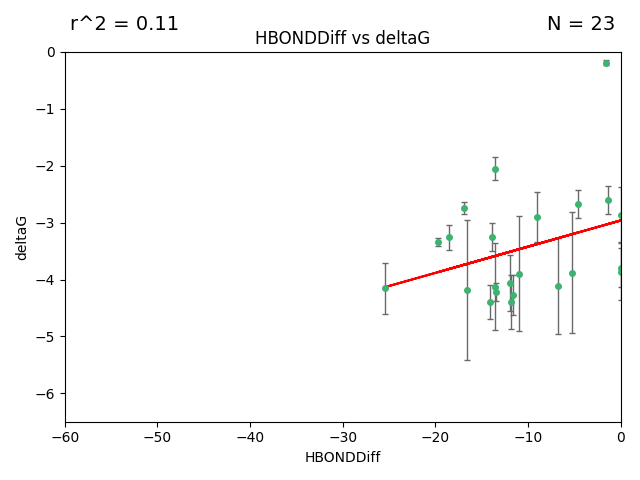 r^2 = 0.11
N = 23
HBONDDiff vs deltaG
0
−1
−2
−3
−4
−5
−6
deltaG
−60
−50
−40
−30
−20
−10
0
HBONDDiff